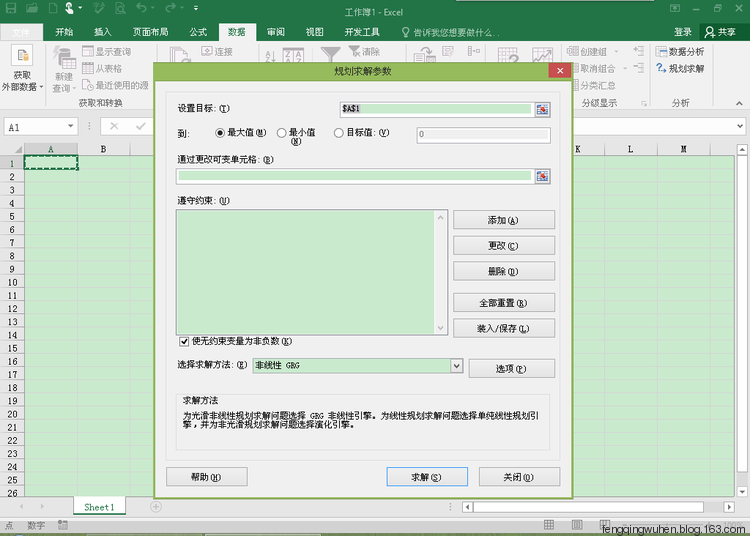 工作簿1 - Excel
文件
开始
插入
页面布局
公式
数据
审阅
视图
开发工具
告诉我您想要做什么..
登录
共享
获取
外部数据
新建
查询
显示查询
从表格
最近使用的源
获取和转换
连接
清除
创建组
取消组合
分类汇总
分级显示
数据分析
规划求解
分析
规划求解参数
设置目标:(T)
$A$1
到:
最大值(M)
最小值
(N)
目标值:(V)
0
通过更改可变单元格:(B)
遵守约束:(U)
添加(A)
更改(C)
删除(D)
全部重置(R)
装入/保存(L)
使无约束变量为非负数(K)
选择求解方法:(E)
非线性 GRG
选项(P)
求解方法
为光滑非线性规划求解问题选择 GRG 非线性引擎。为线性规划求解问题选择单纯线性规划引
擎，并为非光滑规划求解问题选择演化引擎。
帮助(H)
求解(S)
关闭(O)
A1
A
B
K
L
M
1
2
3
4
5
6
7
8
9
10
11
12
13
14
15
16
17
18
19
20
21
22
23
24
25
26
Sheet1
点
数字
fengqingwuhen.blog.163.com